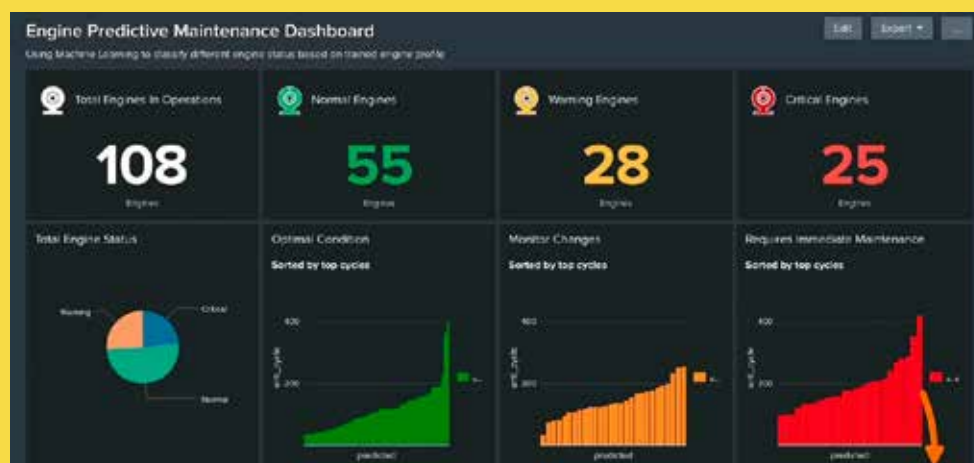 Engine Predictive Maintenance Dashboard
Using Machine Learning to classify different engine status based on trained engine profile
Edit
Export
...
Total Engines In Operations
108
Engines
Normal Engines
55
Engines
Warning Engines
28
Engines
Critical Engines
25
Engines
Total Engine Status
Warning
Critical
Normal
Optimal Condition
Sorted by top cycles
400
200
predicted
Monitor Changes
Sorted by top cycles
400
200
predicted
Requires Immediate Maintenance
Sorted by top cycles
400
200
predicted